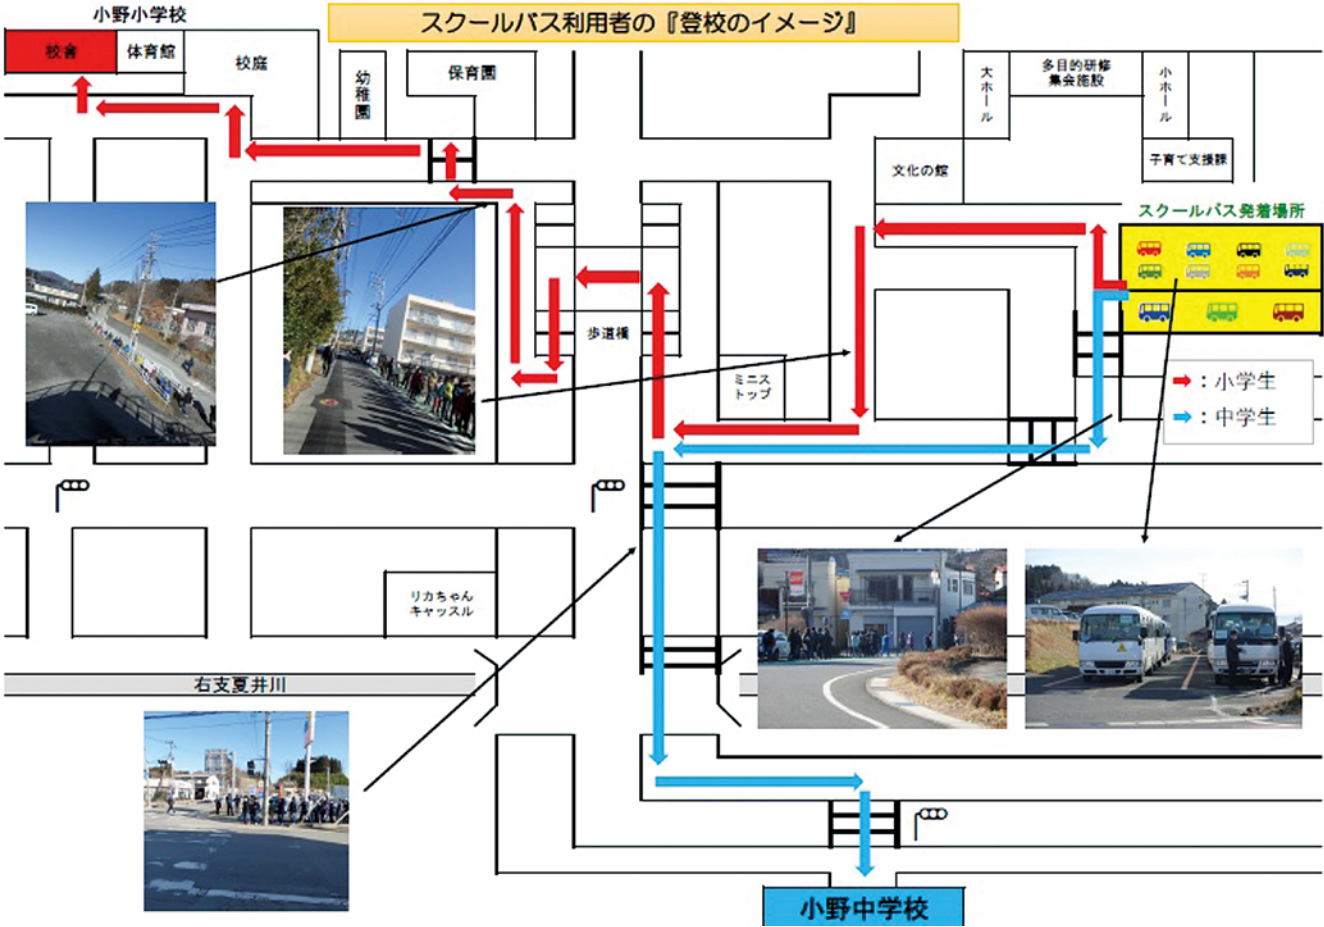 小野小学校
スクールバス利用者の『登校のイメージ』
校舎
体育館
校庭
幼稚園
保育園
大ホール
多目的研修
集会施設
小ホール
文化の館
子育て支援課
スクールバス発着場所
歩道橋
ミニス
トップ
：小学生
：中学生
リカちゃん
キャッスル
右支夏井川
小野中学校